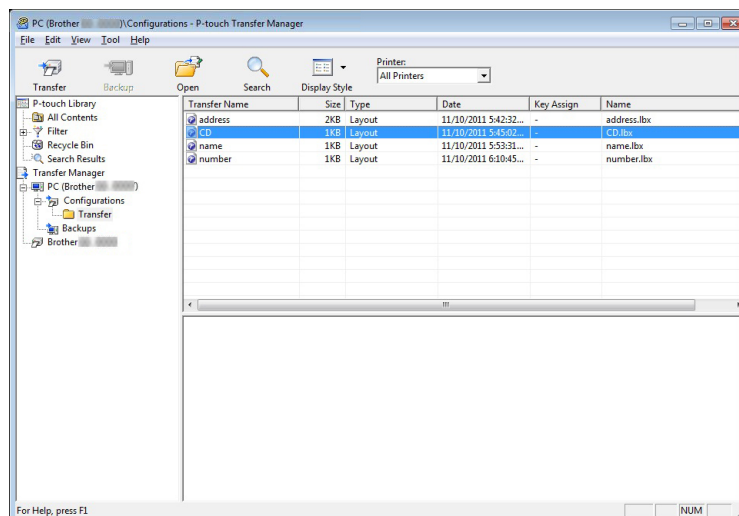 PC (Brother )\Configurations - P-touch Transfer Manager
File Edit View Tool Help
Transfer Backup Open Search Display Style
Printer:
All Printers
P-touch Library
All Contents
Filter
Recycle Bin
Search Results
Transfer Manager
PC (Brother )
Configurations
Transfer
Backups
Brother
Transfer Name Size Type Date Key Assign Name
address 2KB Layout 11/10/2011 5:42:32... - address.lbx
CD 1KB Layout 11/10/2011 5:45:02... - CD.lbx
name 1KB Layout 11/10/2011 5:53:31... - name.lbx
number 1KB Layout 11/10/2011 6:10:45... - number.lbx
For Help, press F1
NUM